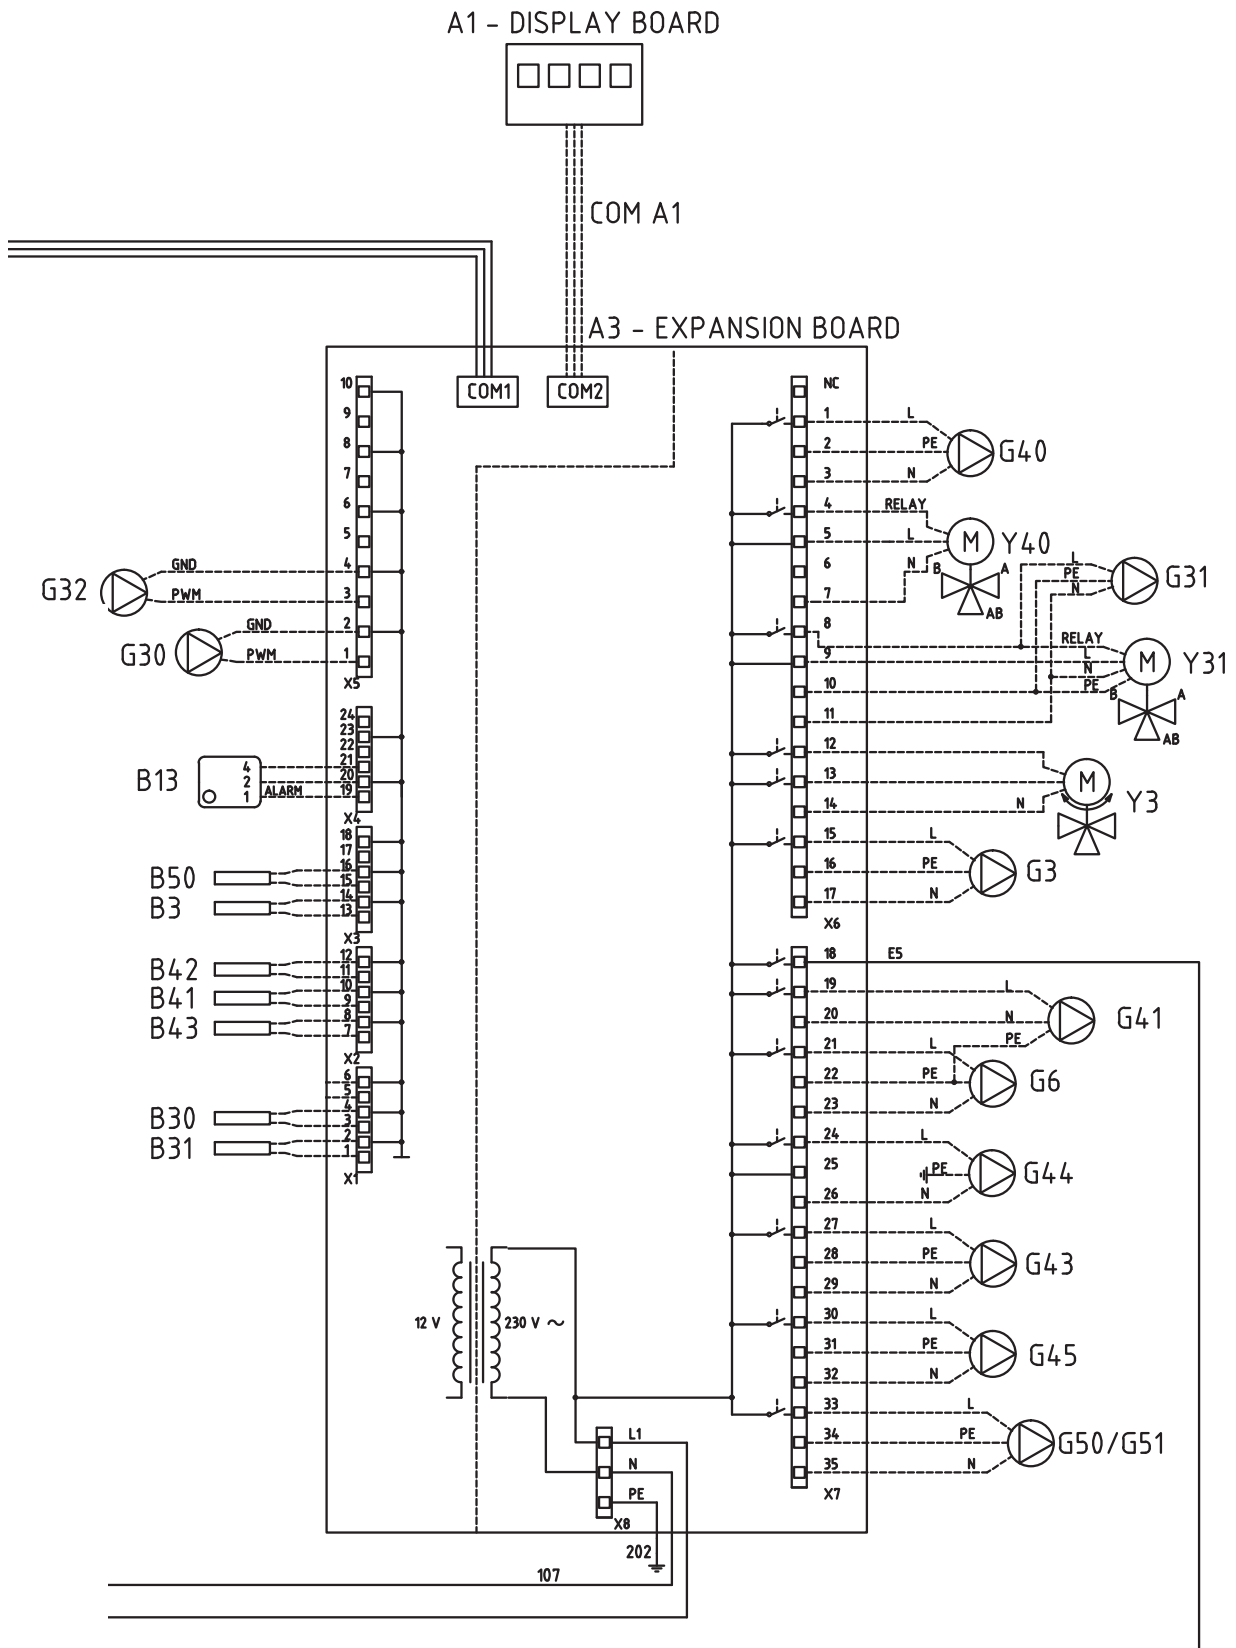 A1 - DISPLAY BOARD
COM A1
A3 - EXPANSION BOARD
COM1
COM2
10
9
8
7
6
5
4
3
2
1
X5
G32
GND
PWM
G30
GND
PWM
24
23
22
21
20
19
X4
B13
4
2
1
ALARM
18
17
16
15
14
13
X3
B50
B3
12
11
10
9
8
7
X2
B42
B41
B43
6
5
4
3
2
1
X1
B30
B31
12 V
230 V ~
L1
N
PE
X8
202
107
NC
1
2
3
4
5
6
7
8
9
10
11
12
13
14
15
16
17
X6
L
PE
N
G40
RELAY
L
N
M
Y40
B
A
AB
L
PE
N
G31
RELAY
L
N
PE
M
Y31
B
A
AB
N
M
Y3
L
PE
N
G3
18
19
20
21
22
23
24
25
26
27
28
29
30
31
32
33
34
35
X7
E5
L
N
PE
G41
L
PE
N
G6
L
PE
N
G44
L
PE
N
G43
L
PE
N
G45
L
PE
N
G50/G51